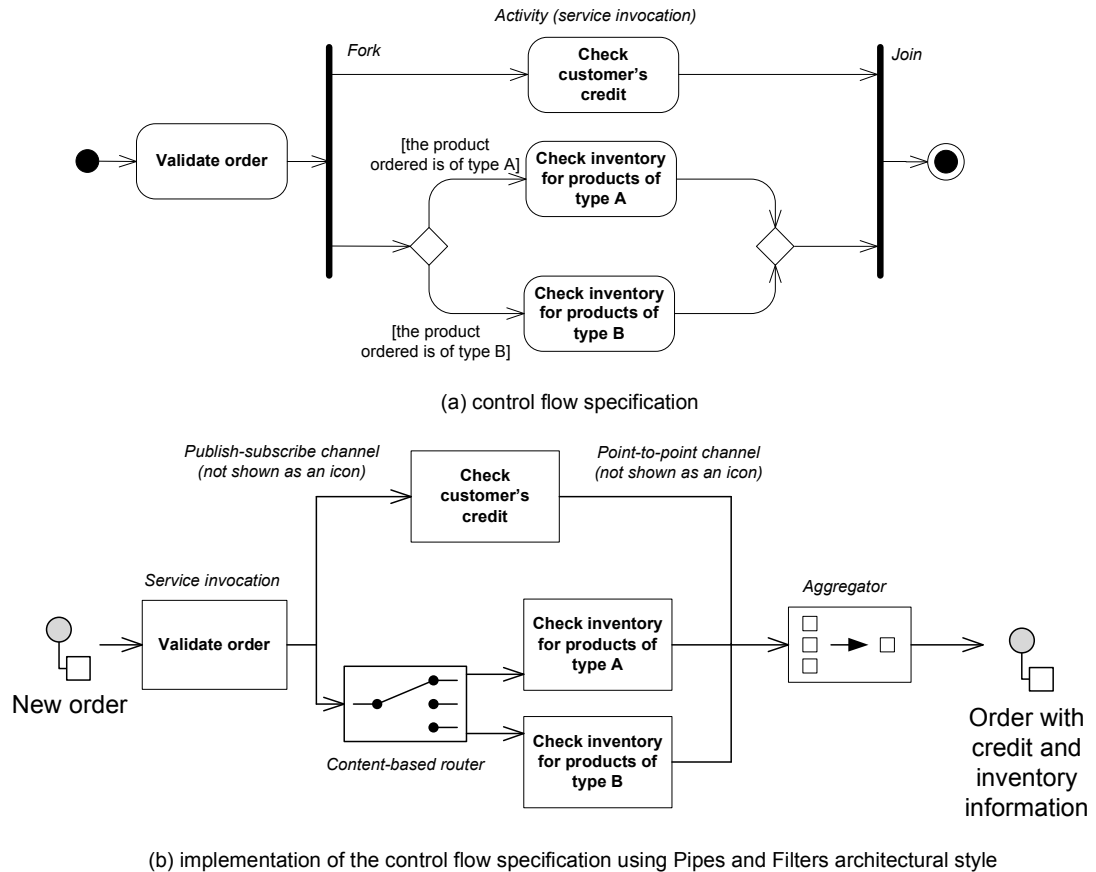 Activity (service invocation)
Fork
Check
customer's
credit
Join
Validate order
[the product
ordered is of type A]
Check inventory
for products of
type A
Check inventory
for products of
type B
[the product
ordered is of type B]
(a) control flow specification
Publish-subscribe channel
(not shown as an icon)
Point-to-point channel
(not shown as an icon)
Check
customer's
credit
Service invocation
Aggregator
Validate order
Check inventory
for products of
type A
New order
Check inventory
for products of
type B
Content-based router
Order with
credit and
inventory
information
(b) implementation of the control flow specification using Pipes and Filters architectural style